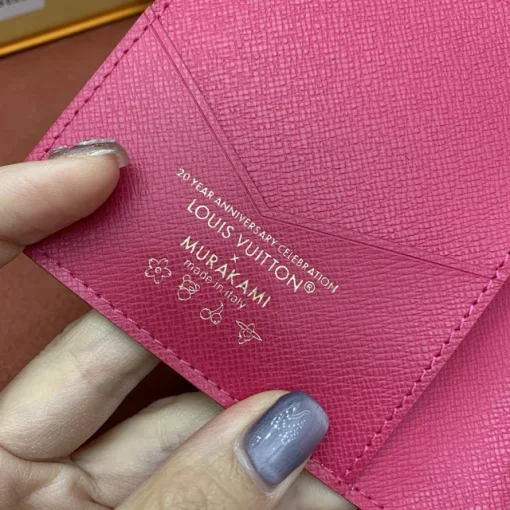 20 YEAR ANNIVERSARY CELEBRATION
LOUIS VUITTON®
×
MURAKAMI
made in italy